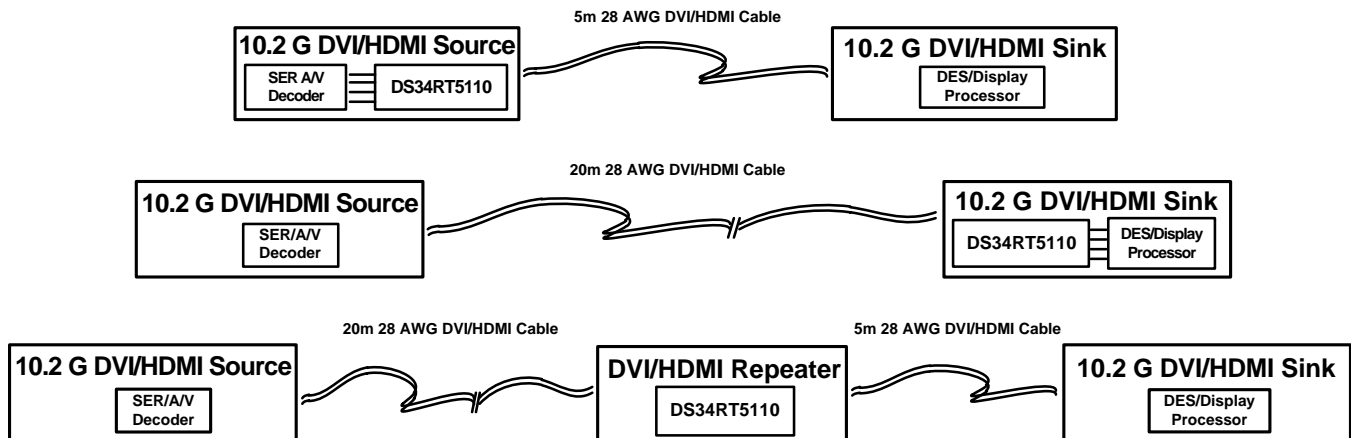 5m 28 AWG DVI/HDMI Cable
10.2 G DVI/HDMI Source
SER A/V
Decoder
DS34RT5110
10.2 G DVI/HDMI Sink
DES/Display
Processor
20m 28 AWG DVI/HDMI Cable
10.2 G DVI/HDMI Source
SER/A/V
Decoder
10.2 G DVI/HDMI Sink
DS34RT5110
DES/Display
Processor
20m 28 AWG DVI/HDMI Cable
5m 28 AWG DVI/HDMI Cable
10.2 G DVI/HDMI Source
SER/A/V
Decoder
DVI/HDMI Repeater
DS34RT5110
10.2 G DVI/HDMI Sink
DES/Display
Processor